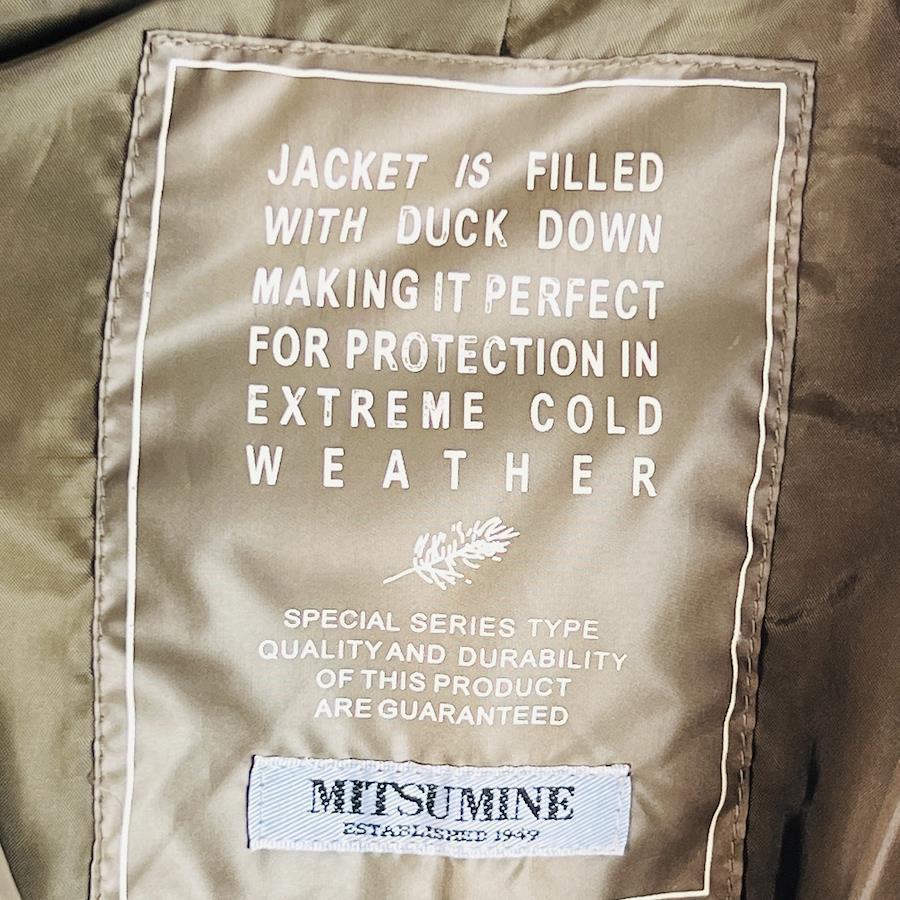 JACKET IS FILLED
WITH DUCK DOWN
MAKING IT PERFECT
FOR PROTECTION IN
EXTREME COLD
WEATHER
SPECIAL SERIES TYPE
QUALITY AND DURABILITY
OF THIS PRODUCT
ARE GUARANTEED
MITSUMINE
ESTABLISHED 1949